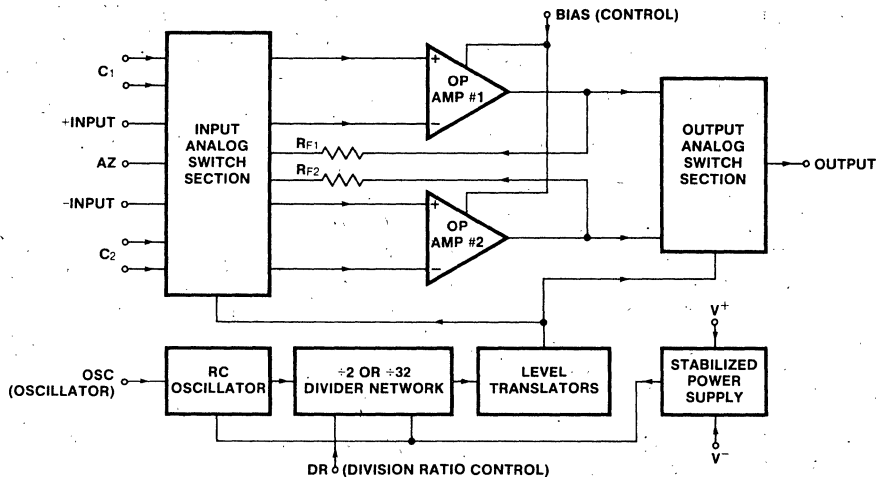 BIAS (CONTROL)
C1
+INPUT
AZ
-INPUT
C2
INPUT
ANALOG
SWITCH
SECTION
+
OP
AMP #1
−
RF1
RF2
+
OP
AMP #2
−
OUTPUT
ANALOG
SWITCH
SECTION
OUTPUT
OSC
(OSCILLATOR)
RC
OSCILLATOR
÷2 OR ÷32
DIVIDER NETWORK
LEVEL
TRANSLATORS
V+
STABILIZED
POWER
SUPPLY
V−
DR (DIVISION RATIO CONTROL)